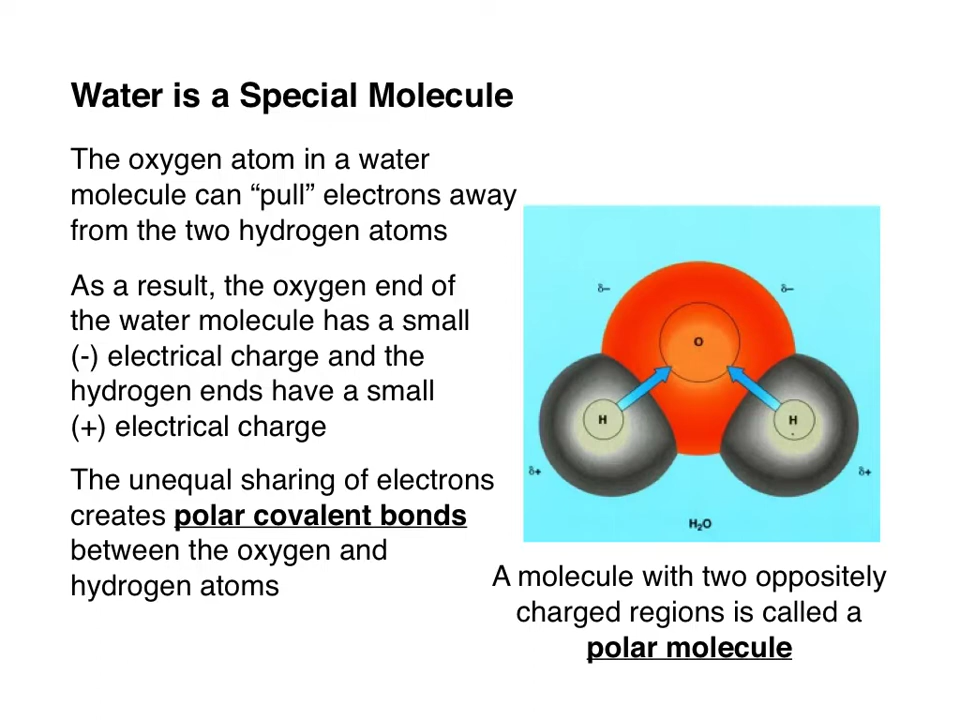 Water is a Special Molecule
The oxygen atom in a water
molecule can “pull” electrons away
from the two hydrogen atoms
As a result, the oxygen end of
the water molecule has a small
(-) electrical charge and the
hydrogen ends have a small
(+) electrical charge
The unequal sharing of electrons
creates polar covalent bonds
between the oxygen and
hydrogen atoms
δ− δ−
O
H H
δ+ δ+
H₂O
A molecule with two oppositely
charged regions is called a
polar molecule